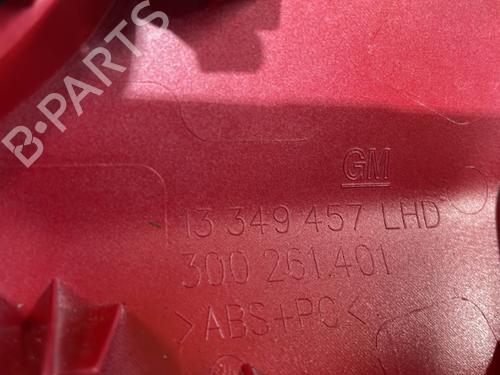 B-PARTS
GM
13 349 457 LHD
300 261.401
>ABS+PC<